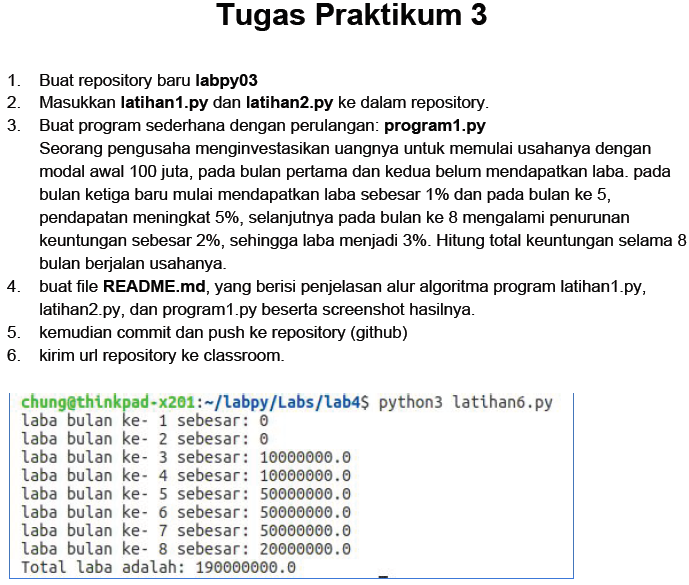 Tugas Praktikum 3
1. Buat repository baru labpy03
2. Masukkan latihan1.py dan latihan2.py ke dalam repository.
3. Buat program sederhana dengan perulangan: program1.py
Seorang pengusaha menginvestasikan uangnya untuk memulai usahanya dengan
modal awal 100 juta, pada bulan pertama dan kedua belum mendapatkan laba. pada
bulan ketiga baru mulai mendapatkan laba sebesar 1% dan pada bulan ke 5,
pendapatan meningkat 5%, selanjutnya pada bulan ke 8 mengalami penurunan
keuntungan sebesar 2%, sehingga laba menjadi 3%. Hitung total keuntungan selama 8
bulan berjalan usahanya.
4. buat file README.md, yang berisi penjelasan alur algoritma program latihan1.py,
latihan2.py, dan program1.py beserta screenshot hasilnya.
5. kemudian commit dan push ke repository (github)
6. kirim url repository ke classroom.
chung@thinkpad-x201:~/labpy/Labs/lab4$ python3 latihan6.py
laba bulan ke- 1 sebesar: 0
laba bulan ke- 2 sebesar: 0
laba bulan ke- 3 sebesar: 10000000.0
laba bulan ke- 4 sebesar: 10000000.0
laba bulan ke- 5 sebesar: 50000000.0
laba bulan ke- 6 sebesar: 50000000.0
laba bulan ke- 7 sebesar: 50000000.0
laba bulan ke- 8 sebesar: 20000000.0
Total laba adalah: 190000000.0